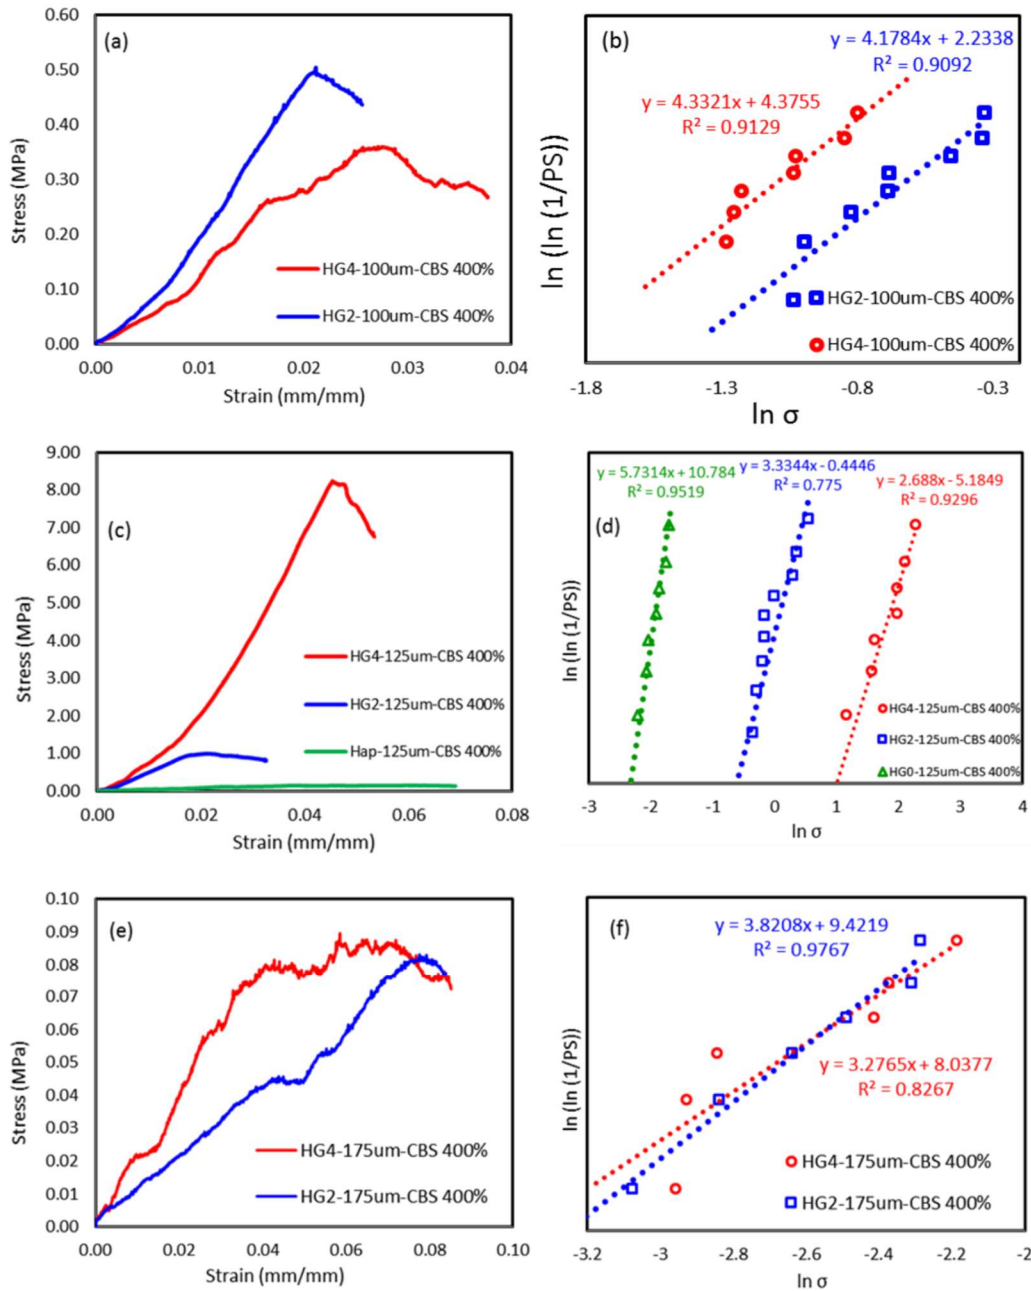 (a)
0.60
0.50
0.40
0.30
0.20
0.10
0.00
Stress (MPa)
HG4-100um-CBS 400%
HG2-100um-CBS 400%
0.00 0.01 0.02 0.03 0.04
Strain (mm/mm)
(b)
y = 4.1784x + 2.2338
R² = 0.9092
y = 4.3321x + 4.3755
R² = 0.9129
ln (ln (1/PS))
HG2-100um-CBS 400%
HG4-100um-CBS 400%
-1.8 -1.3 -0.8 -0.3
ln σ
(c)
9.00
8.00
7.00
6.00
5.00
4.00
3.00
2.00
1.00
0.00
Stress (MPa)
HG4-125um-CBS 400%
HG2-125um-CBS 400%
Hap-125um-CBS 400%
0.00 0.02 0.04 0.06 0.08
Strain (mm/mm)
(d)
y = 5.7314x + 10.784
R² = 0.9519
y = 3.3344x - 0.4446
R² = 0.775
y = 2.688x - 5.1849
R² = 0.9296
ln (ln (1/PS))
HG4-125um-CBS 400%
HG2-125um-CBS 400%
HG0-125um-CBS 400%
-3 -2 -1 0 1 2 3 4
ln σ
(e)
0.10
0.09
0.08
0.07
0.06
0.05
0.04
0.03
0.02
0.01
0.00
Stress (MPa)
HG4-175um-CBS 400%
HG2-175um-CBS 400%
0.00 0.02 0.04 0.06 0.08 0.10
Strain (mm/mm)
(f)
y = 3.8208x + 9.4219
R² = 0.9767
y = 3.2765x + 8.0377
R² = 0.8267
ln (ln (1/PS))
HG4-175um-CBS 400%
HG2-175um-CBS 400%
-3.2 -3 -2.8 -2.6 -2.4 -2.2 -2
ln σ